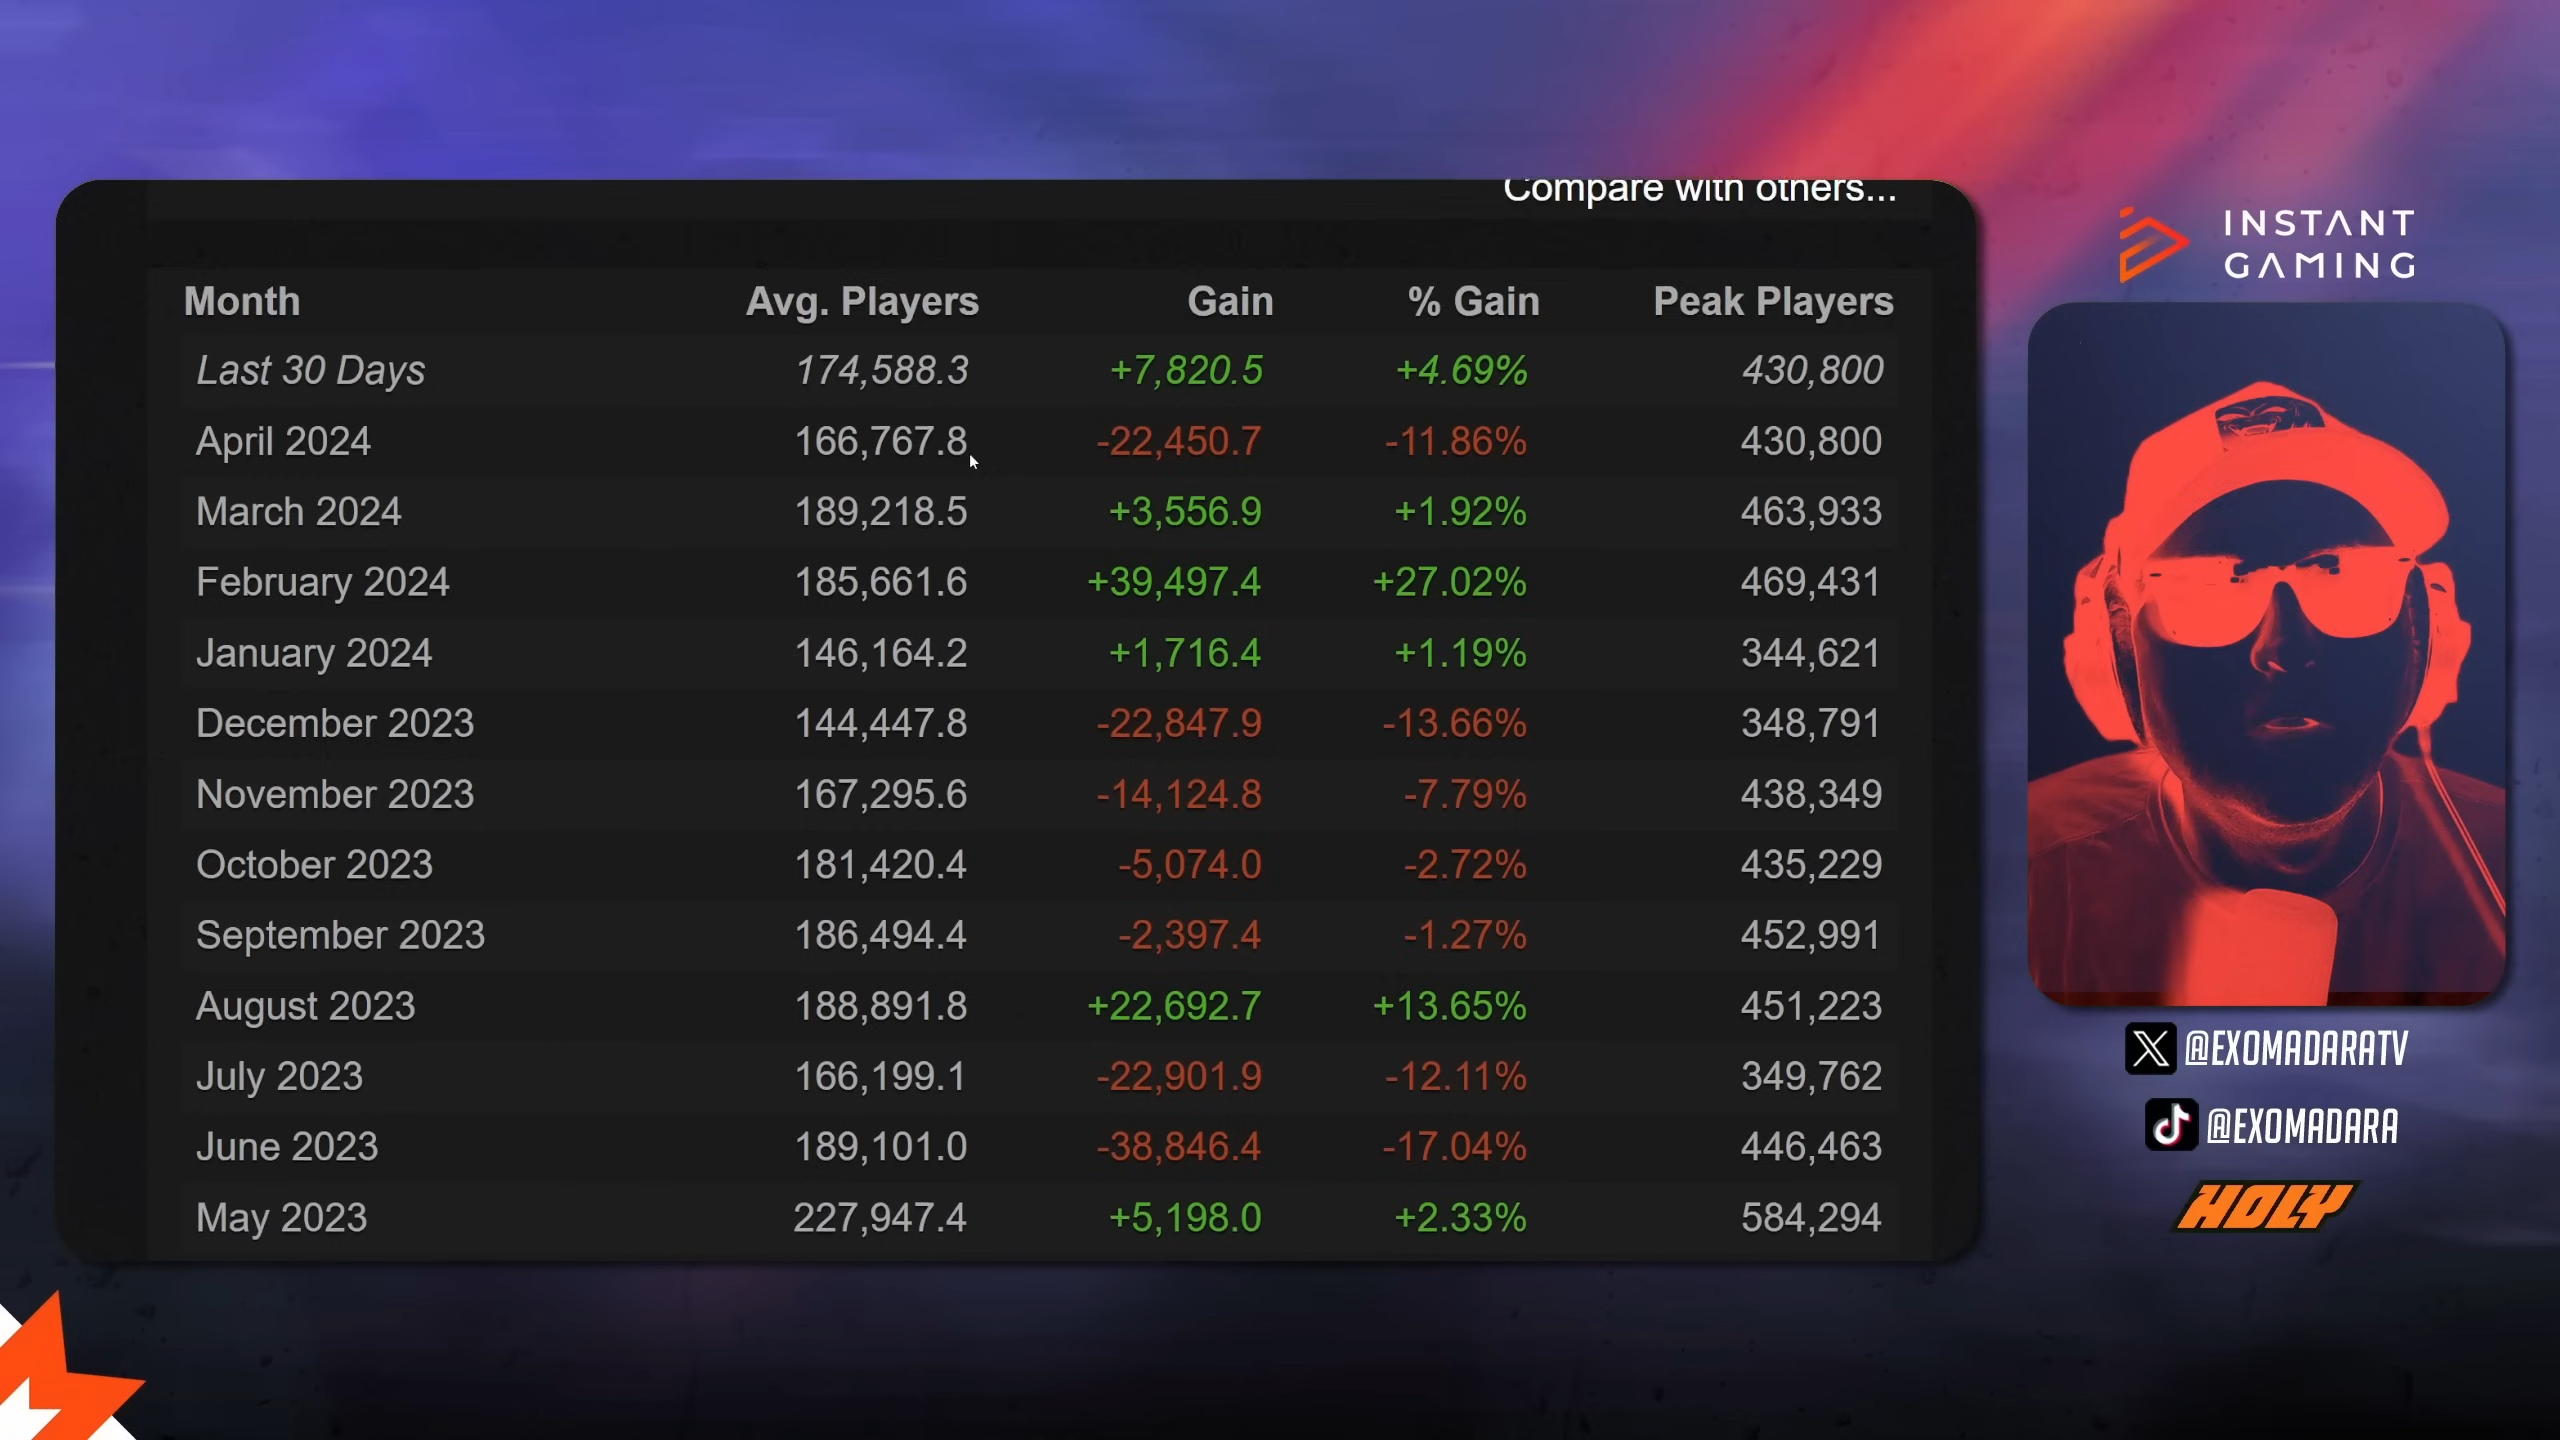 Compare with others...
Month Avg. Players Gain % Gain Peak Players
Last 30 Days 174,588.3 +7,820.5 +4.69% 430,800
April 2024 166,767.8 -22,450.7 -11.86% 430,800
March 2024 189,218.5 +3,556.9 +1.92% 463,933
February 2024 185,661.6 +39,497.4 +27.02% 469,431
January 2024 146,164.2 +1,716.4 +1.19% 344,621
December 2023 144,447.8 -22,847.9 -13.66% 348,791
November 2023 167,295.6 -14,124.8 -7.79% 438,349
October 2023 181,420.4 -5,074.0 -2.72% 435,229
September 2023 186,494.4 -2,397.4 -1.27% 452,991
August 2023 188,891.8 +22,692.7 +13.65% 451,223
July 2023 166,199.1 -22,901.9 -12.11% 349,762
June 2023 189,101.0 -38,846.4 -17.04% 446,463
May 2023 227,947.4 +5,198.0 +2.33% 584,294
INSTANT
GAMING
@EXOMADARATV
@EXOMADARA
HOLY